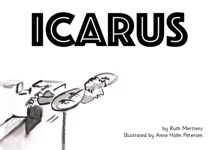 ICARUS
by Ruth Merttens
Illustrated by Anne Holm Petersen